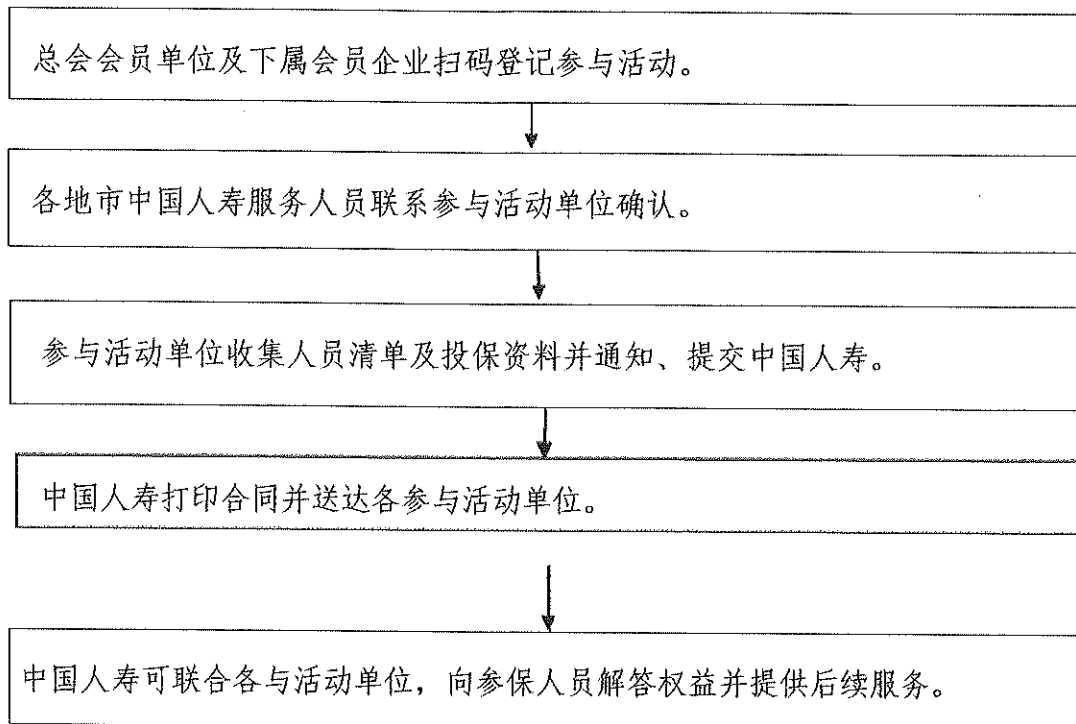 总会会员单位及下属会员企业扫码登记参与活动。
各地市中国人寿服务人员联系参与活动单位确认。
参与活动单位收集人员清单及投保资料并通知、提交中国人寿。
中国人寿打印合同并送达各参与活动单位。
中国人寿可联合各与活动单位，向参保人员解答权益并提供后续服务。